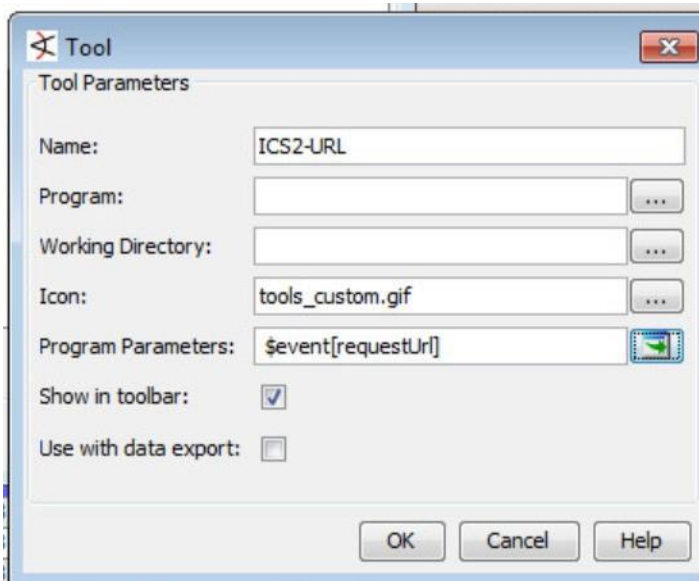 Tool
Tool Parameters
Name: ICS2-URL
Program: ...
Working Directory: ...
Icon: tools_custom.gif ...
Program Parameters: $event[requestUrl]
Show in toolbar:
Use with data export:
OK Cancel Help